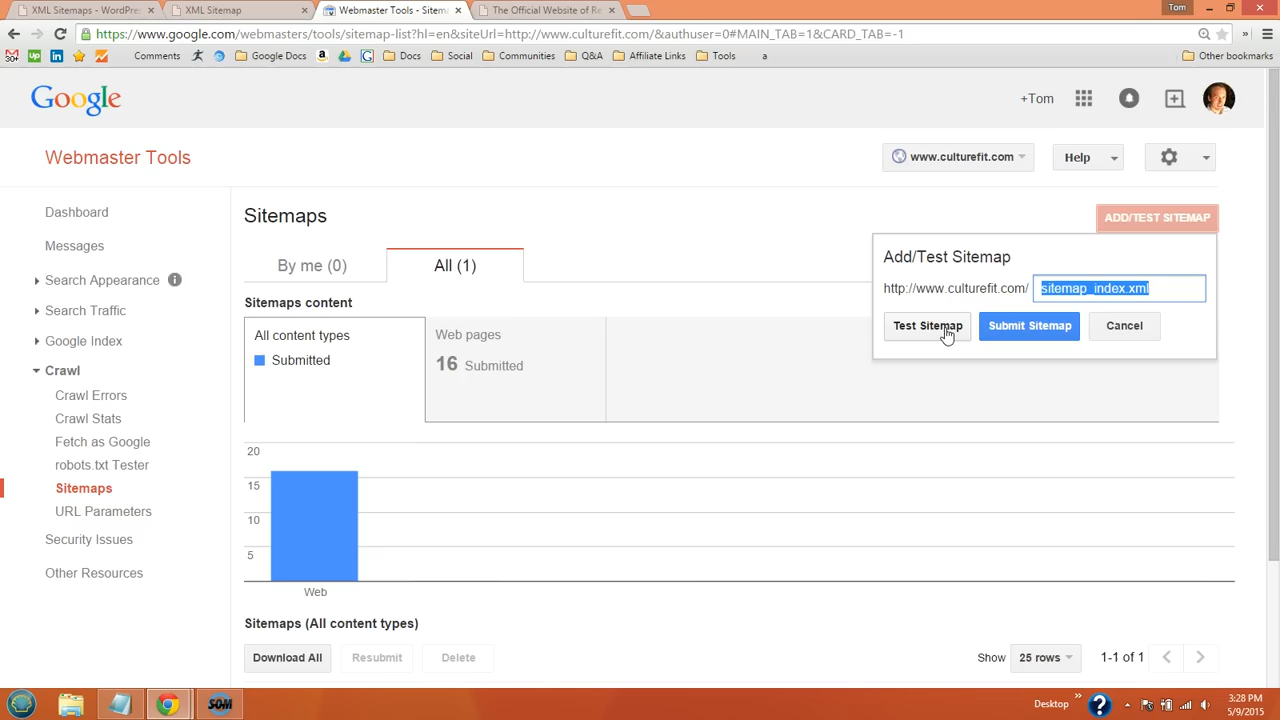 XML Sitemaps - WordPre
XML Sitemap
Webmaster Tools - Sitem
The Official Website of Re
Tom
https://www.google.com/webmasters/tools/sitemap-list?hl=en&siteUrl=http://www.culturefit.com/&authuser=0#MAIN_TAB=1&CARD_TAB=-1
Comments
Google Docs
Docs
Social
Communities
Q&A
Affiliate Links
Tools
a
Other bookmarks
Google
+Tom
Webmaster Tools
www.culturefit.com
Help
Dashboard
Messages
Search Appearance
Search Traffic
Google Index
Crawl
Crawl Errors
Crawl Stats
Fetch as Google
robots.txt Tester
Sitemaps
URL Parameters
Security Issues
Other Resources
Sitemaps
ADD/TEST SITEMAP
Add/Test Sitemap
http://www.culturefit.com/ sitemap_index.xml
Test Sitemap Submit Sitemap Cancel
By me (0) All (1)
Sitemaps content
All content types
Submitted
Web pages
16 Submitted
20
15
10
5
Web
Sitemaps (All content types)
Download All Resubmit Delete
Show 25 rows 1-1 of 1
SOM
Desktop
3:28 PM
5/9/2015